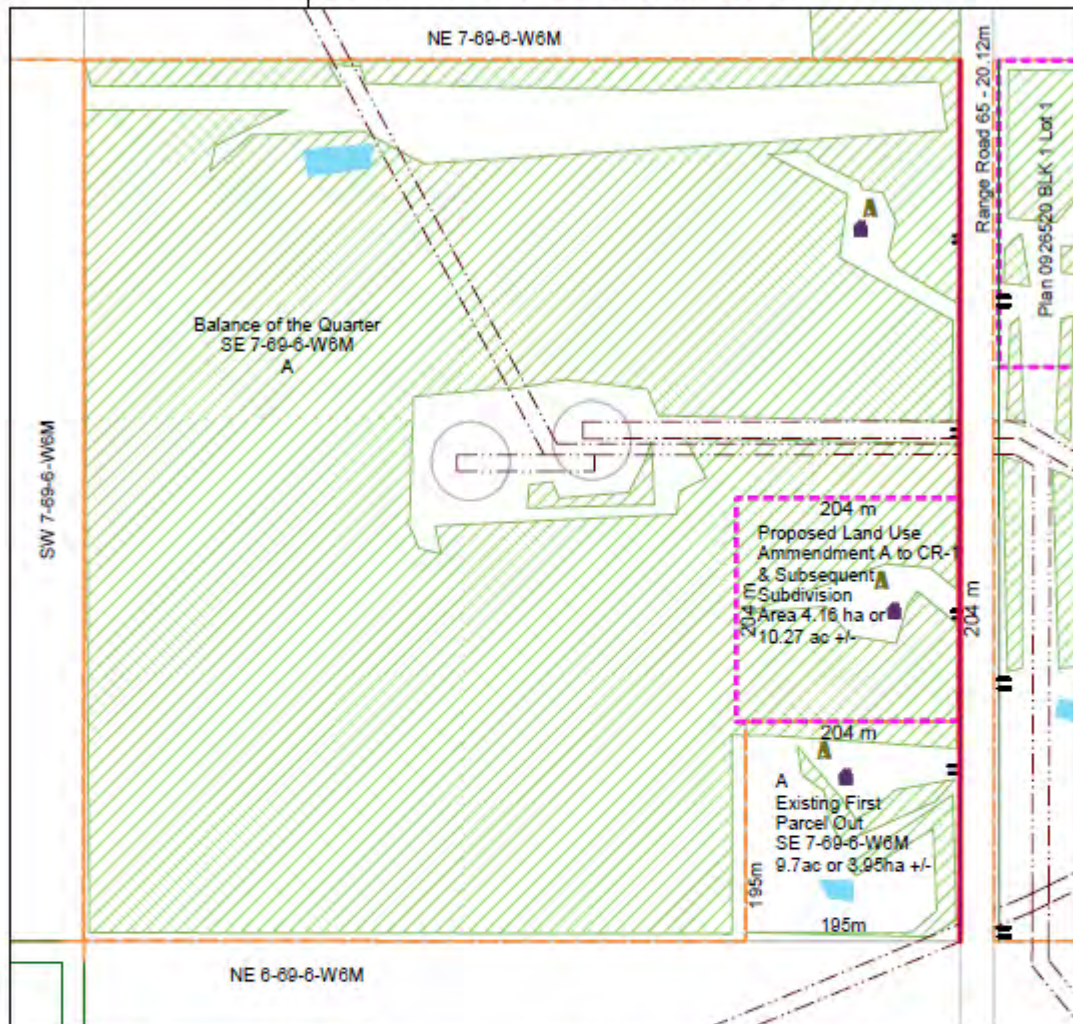 NE 7-69-6-W6M
Range Road 65 - 20.12m
Plan 0926520 BLK 1 Lot 1
A
Balance of the Quarter
SE 7-69-6-W6M
A
SW 7-69-6-W6M
204 m
Proposed Land Use
Ammendment A to CR-1
& Subsequent
A
Subdivision
Area 4.16 ha or
10.27 ac +/-
204 m
204 m
204 m
A
A
Existing First
Parcel Out
SE 7-69-6-W6M
9.7ac or 3.95ha +/-
195m
195m
NE 6-69-6-W6M